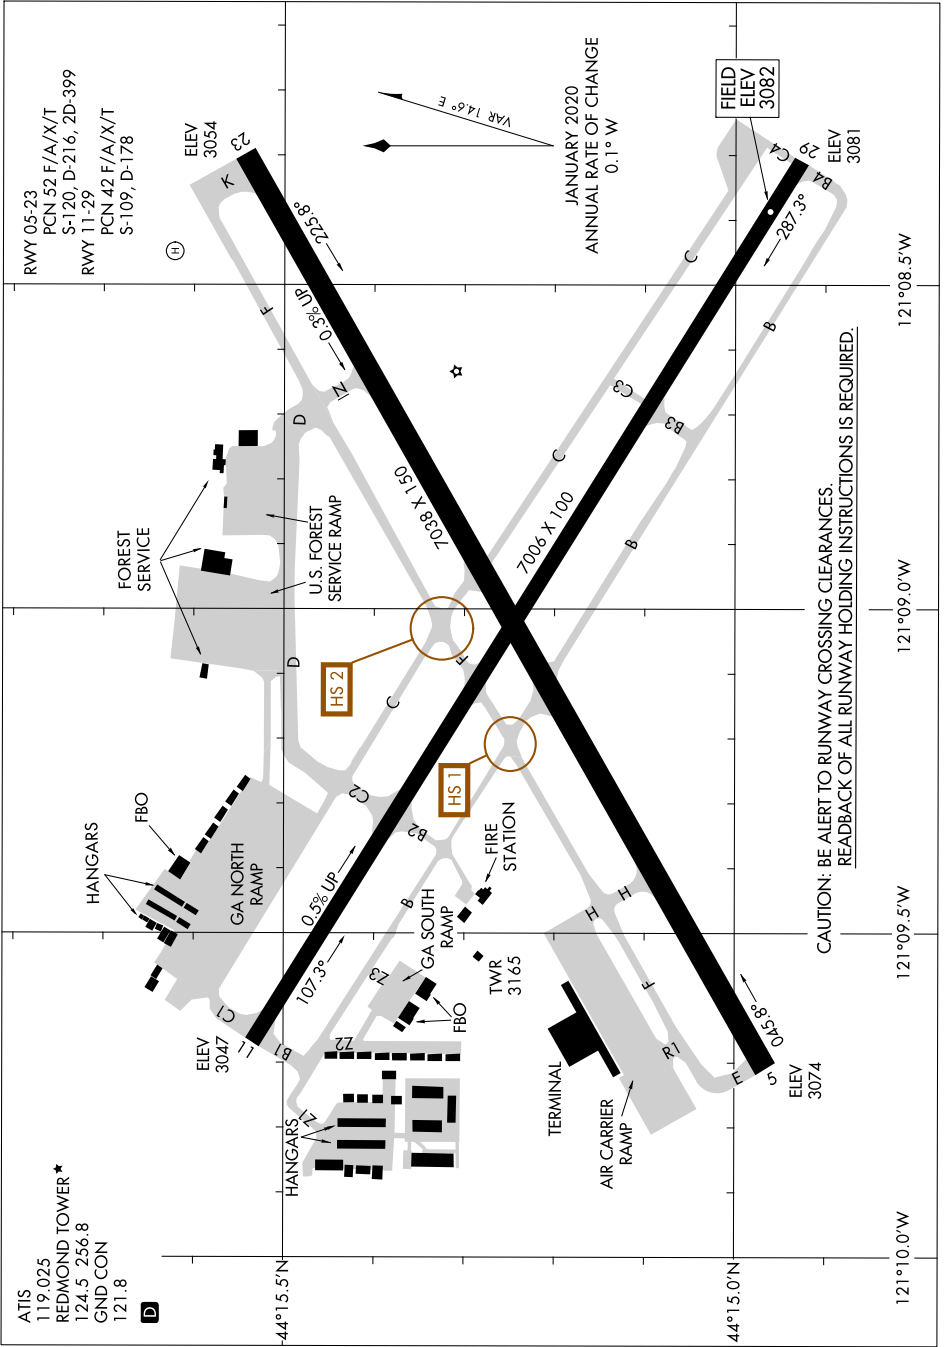 ATIS
119.025
REDMOND TOWER★
124.5 256.8
GND CON
121.8
D
RWY 05-23
PCN 52 F/A/X/T
S-120, D-216, 2D-399
RWY 11-29
PCN 42 F/A/X/T
S-109, D-178
H
ELEV
3054
23
K
225.8°
0.3% UP
F
IN
D
7038 X 150
VAR 14.6° E
JANUARY 2020
ANNUAL RATE OF CHANGE
0.1° W
FIELD
ELEV
3082
C4
29
B4
ELEV
3081
287.3°
C
B
C3
B3
C
B
7006 X 100
FOREST
SERVICE
U.S. FOREST
SERVICE RAMP
D
HS 2
F
C
HS 1
C2
B2
HANGARS
FBO
GA NORTH
RAMP
0.5% UP
107.3°
C1
11
B1
ELEV
3047
B
FIRE
STATION
GA SOUTH
RAMP
Z3
FBO
TWR
3165
Z2
Z1
HANGARS
TERMINAL
AIR CARRIER
RAMP
H
H
F
R1
E
5
045.8°
ELEV
3074
CAUTION: BE ALERT TO RUNWAY CROSSING CLEARANCES.
READBACK OF ALL RUNWAY HOLDING INSTRUCTIONS IS REQUIRED.
44°15.5'N
44°15.0'N
121°10.0'W
121°09.5'W
121°09.0'W
121°08.5'W